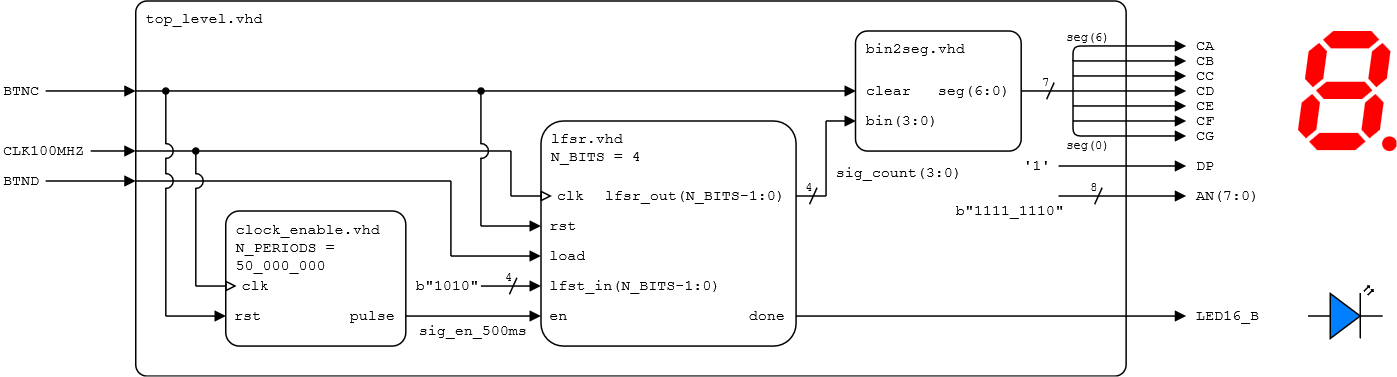 top_level.vhd
BTNC
CLK100MHZ
BTND
clock_enable.vhd
N_PERIODS =
50_000_000
clk
rst
pulse
sig_en_500ms
b"1010"
4
lfsr.vhd
N_BITS = 4
clk
lfsr_out(N_BITS-1:0)
rst
load
lfst_in(N_BITS-1:0)
en
done
4
sig_count(3:0)
bin2seg.vhd
clear
seg(6:0)
bin(3:0)
7
seg(6)
seg(0)
CA
CB
CC
CD
CE
CF
CG
'1'
DP
8
b"1111_1110"
AN(7:0)
LED16_B
8.